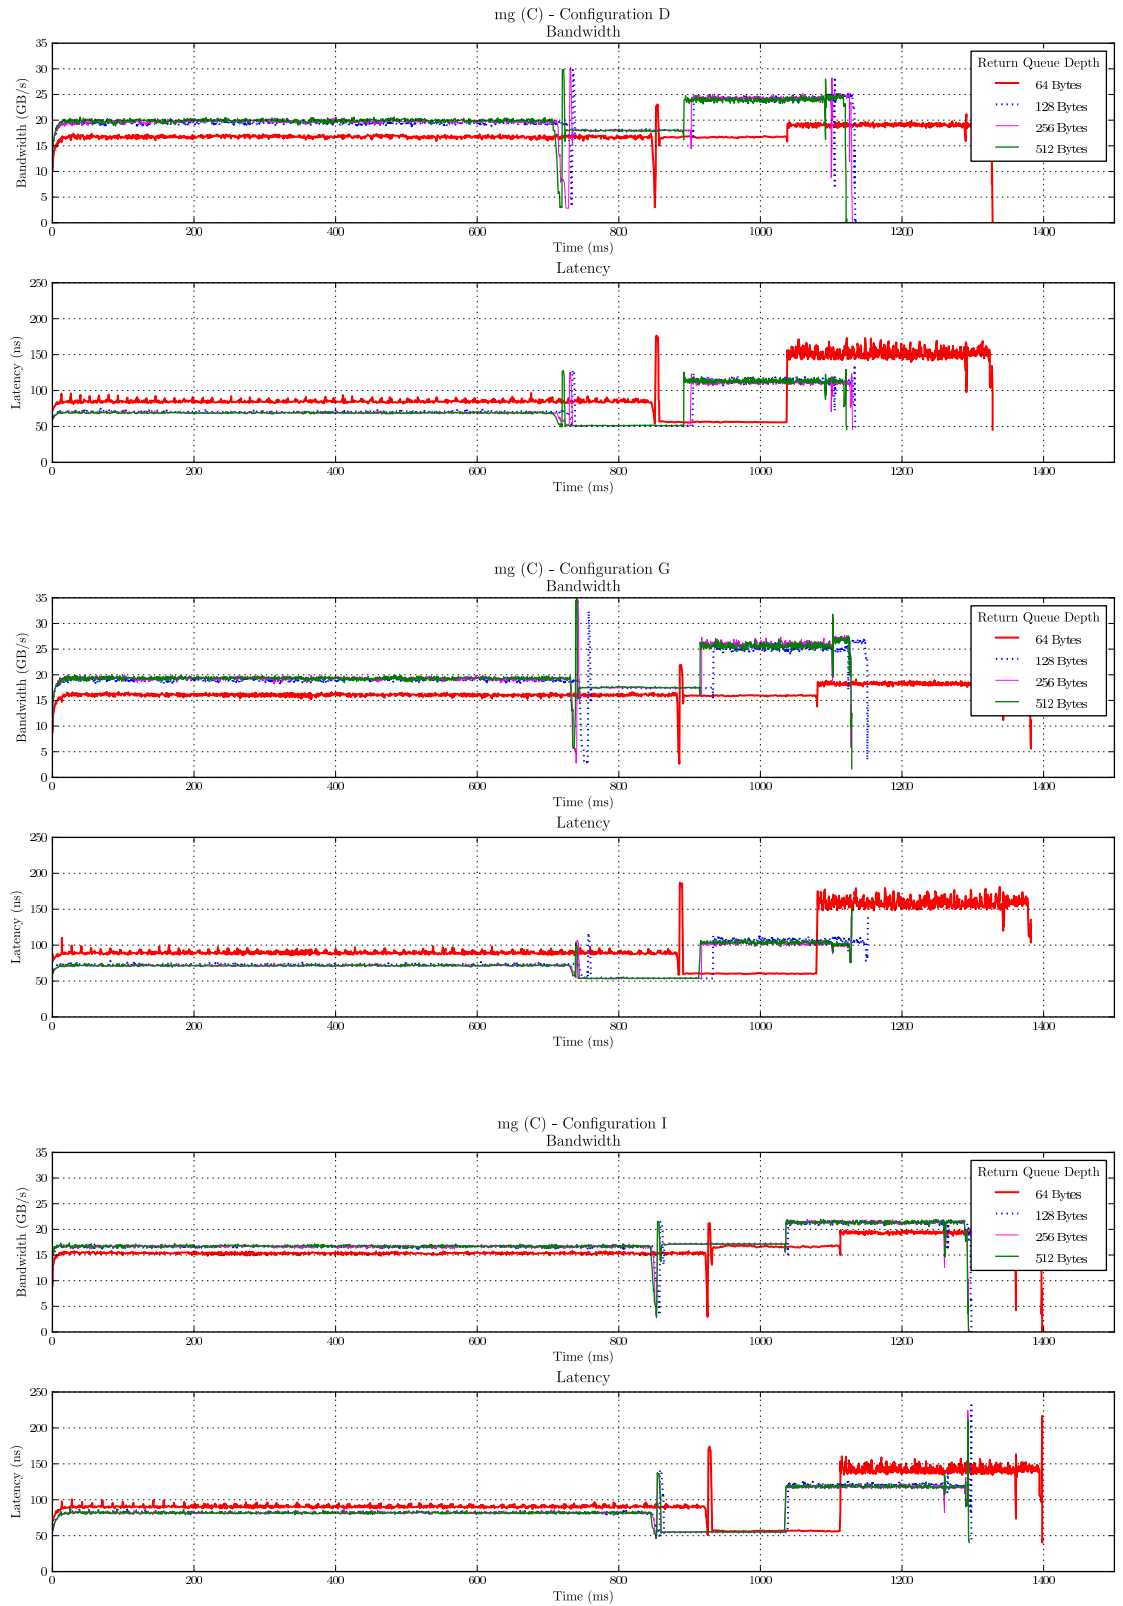 mg (C) - Configuration D
Bandwidth
35
30
25
20
15
10
5
0
Bandwidth (GB/s)
Return Queue Depth
64 Bytes
128 Bytes
256 Bytes
512 Bytes
0 200 400 600 800 1000 1200 1400
Time (ms)
Latency
250
200
150
100
50
0
Latency (ns)
0 200 400 600 800 1000 1200 1400
Time (ms)
mg (C) - Configuration G
Bandwidth
35
30
25
20
15
10
5
0
Bandwidth (GB/s)
Return Queue Depth
64 Bytes
128 Bytes
256 Bytes
512 Bytes
0 200 400 600 800 1000 1200 1400
Time (ms)
Latency
250
200
150
100
50
0
Latency (ns)
0 200 400 600 800 1000 1200 1400
Time (ms)
mg (C) - Configuration I
Bandwidth
35
30
25
20
15
10
5
0
Bandwidth (GB/s)
Return Queue Depth
64 Bytes
128 Bytes
256 Bytes
512 Bytes
0 200 400 600 800 1000 1200 1400
Time (ms)
Latency
250
200
150
100
50
0
Latency (ns)
0 200 400 600 800 1000 1200 1400
Time (ms)